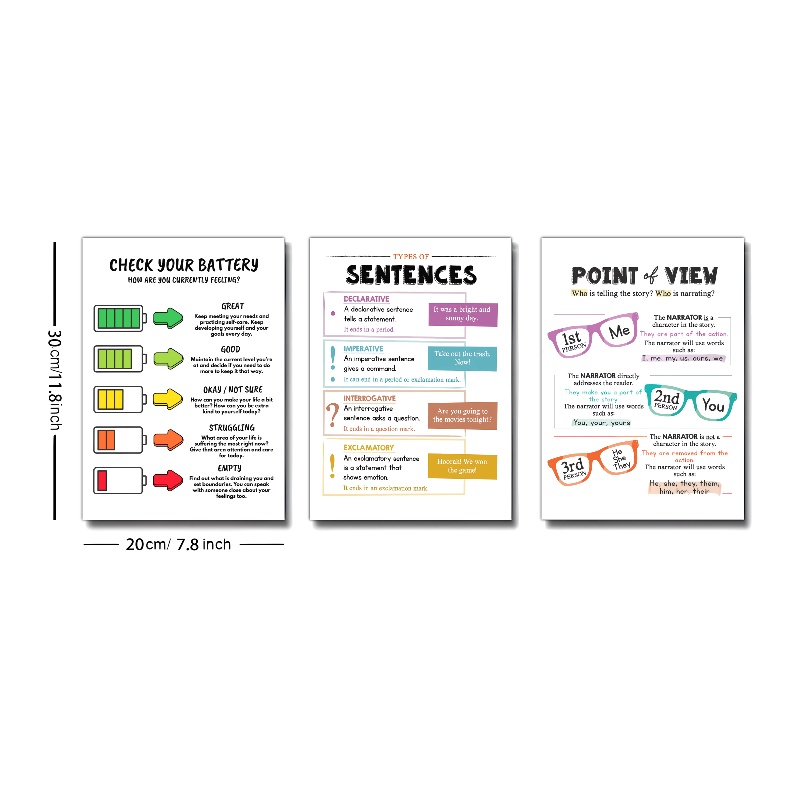 CHECK YOUR BATTERY
HOW ARE YOU CURRENTLY FEELING?
GREAT
Keep meeting your needs and
practicing self-care. Keep
developing yourself and your
goals every day.
GOOD
Maintain the current level you're
at and decide if you need to do
more to keep it that way.
OKAY / NOT SURE
How can you make your life a bit
better? How can you be extra
kind to yourself today?
STRUGGLING
What area of your life is
suffering the most right now?
Give that area attention and care
for today.
EMPTY
Find out what is draining you and
set boundaries. You can speak
with someone close about your
feelings too.
30cm/11.8inch
20cm/ 7.8 inch
TYPES OF
SENTENCES
DECLARATIVE
A declarative sentence
tells a statement.
It ends in a period
It was a bright and
sunny day.
IMPERATIVE
An imperative sentence
gives a command.
It can end in a period or exclamation mark.
Take out the trash.
Now!
INTERROGATIVE
An interrogative
sentence asks a question.
It ends in a question mark.
Are you going to
the movies tonight?
EXCLAMATORY
An exclamatory sentence
is a statement that
shows emotion.
It ends in an exclamation mark
Hooray! We won
the game!
POINT of VIEW
Who is telling the story? Who is narrating?
1st
PERSON
Me
The NARRATOR is a
character in the story.
They are part of the action.
The narrator will use words
such as:
I, me, my, us, ours, we
The NARRATOR directly
addresses the reader.
They make you a part of
the story
The narrator will use words
such as:
You, your, yours
2nd
PERSON
You
3rd
PERSON
He
She
They
The NARRATOR is not a
character in the story.
They are removed from the
action.
The narrator will use words
such as:
He, she, they, them,
him, her, their